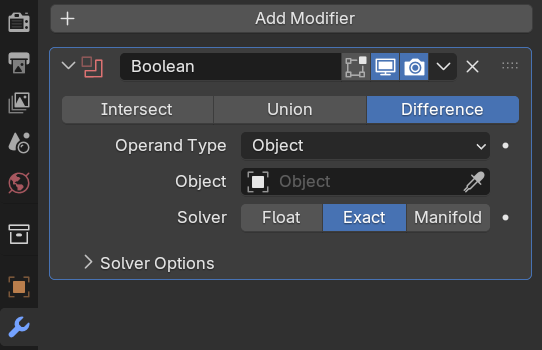 Add Modifier
Boolean
Intersect Union Difference
Operand Type Object
Object Object
Solver Float Exact Manifold
Solver Options